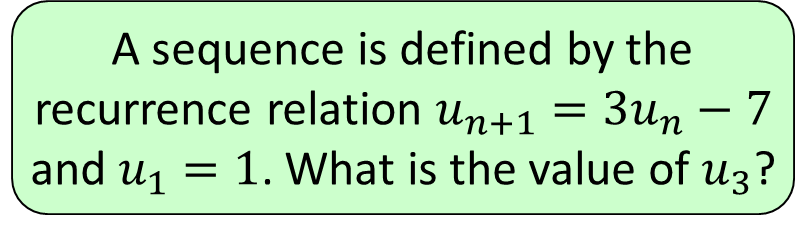 A sequence is defined by the
recurrence relation $u_{n+1} = 3u_n - 7$
and $u_1 = 1$. What is the value of $u_3$?